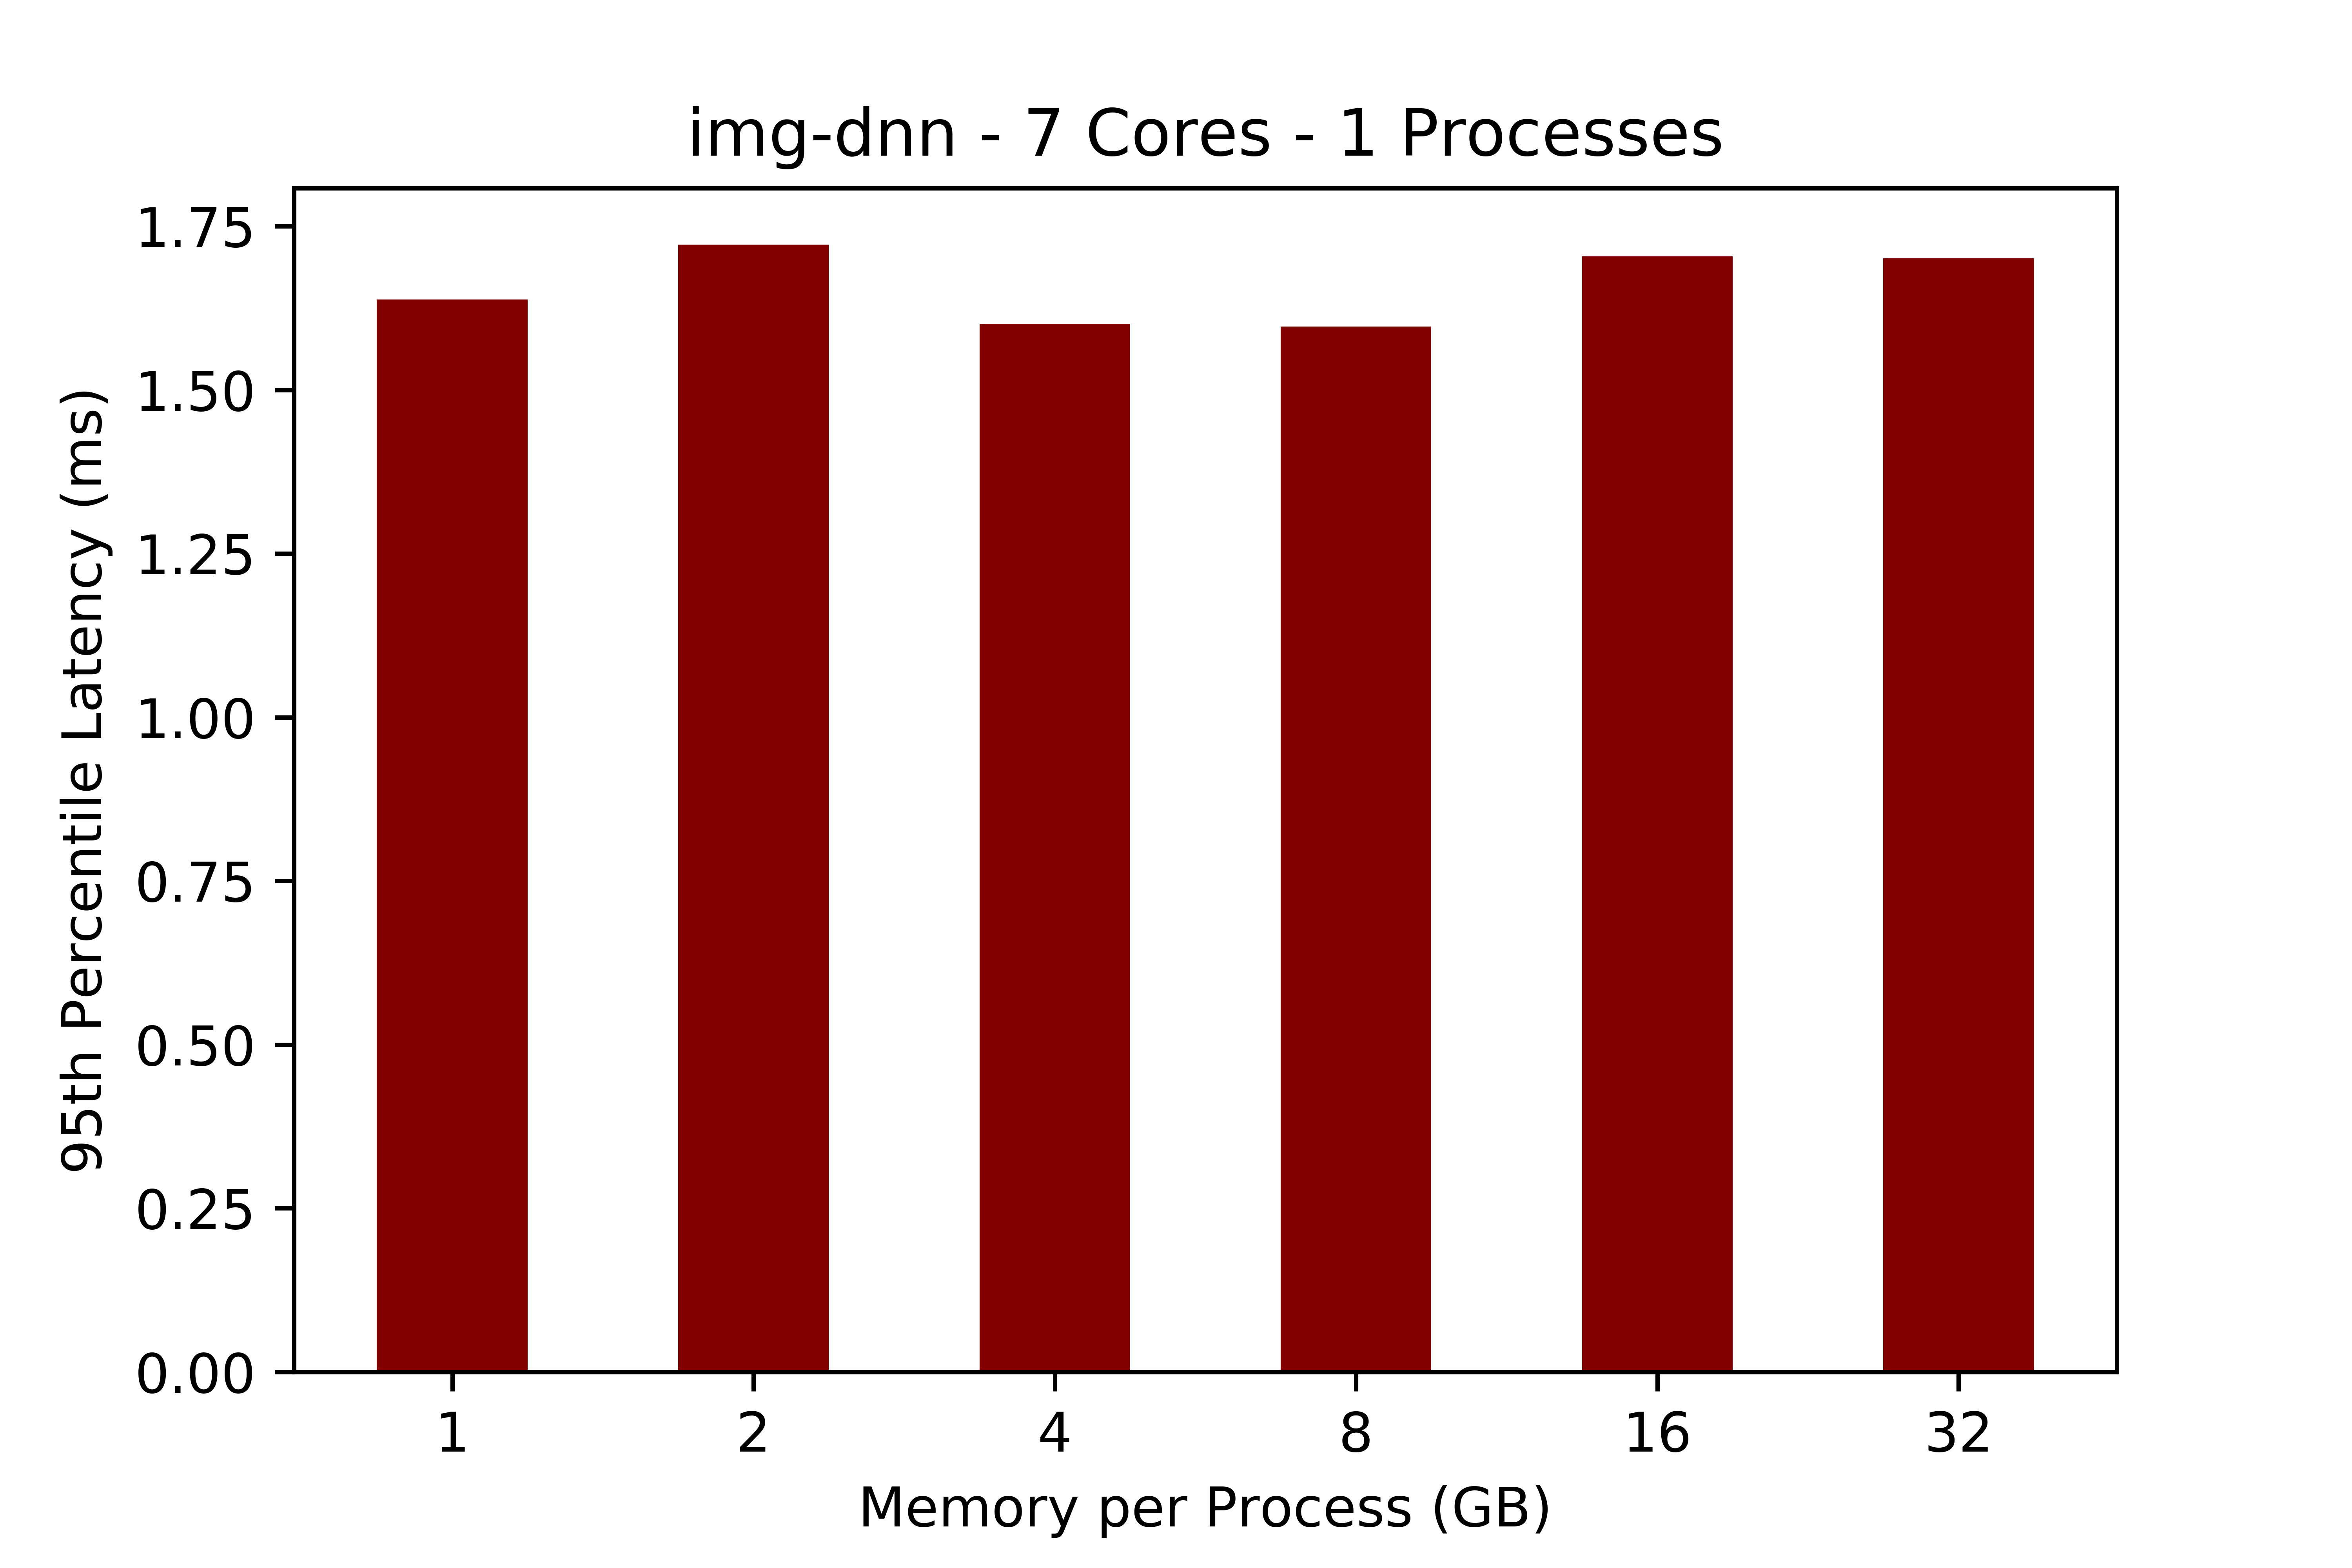 img-dnn - 7 Cores - 1 Processes
95th Percentile Latency (ms)
1.75
1.50
1.25
1.00
0.75
0.50
0.25
0.00
1 2 4 8 16 32
Memory per Process (GB)